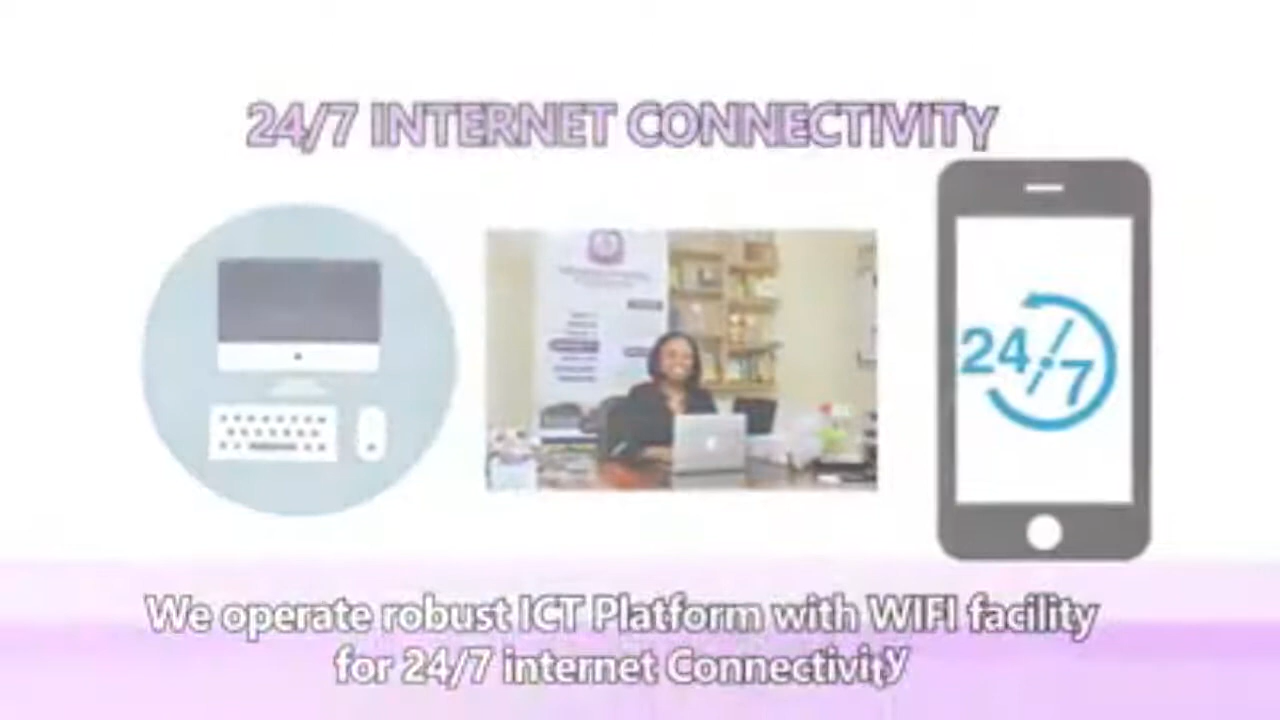 24/7 INTERNET CONNECTIVITY
24/7
We operate robust ICT Platform with WIFI facility
for 24/7 internet Connectivity